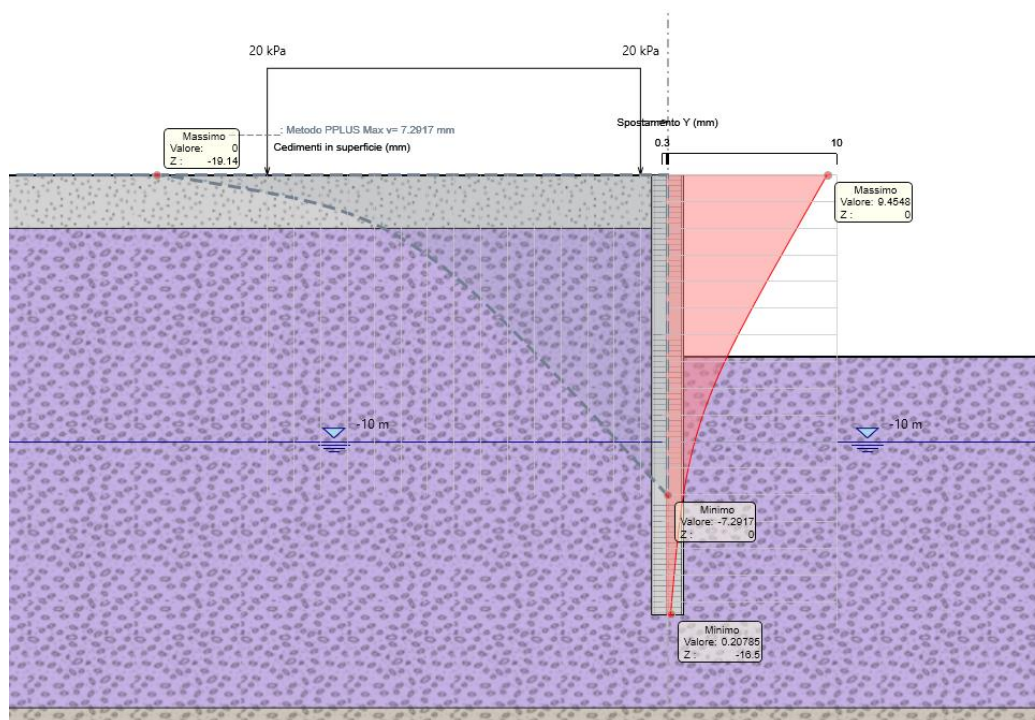 20 kPa
20 kPa
Massimo
Valore: 0
Z : -19.14
: Metodo PPLUS Max v= 7.2917 mm
Cedimenti in superficie (mm)
Spostamento Y (mm)
0.3
10
Massimo
Valore: 9.4548
Z : 0
-10 m
-10 m
Minimo
Valore: -7.2917
Z : 0
Minimo
Valore: 0.20785
Z : -16.5